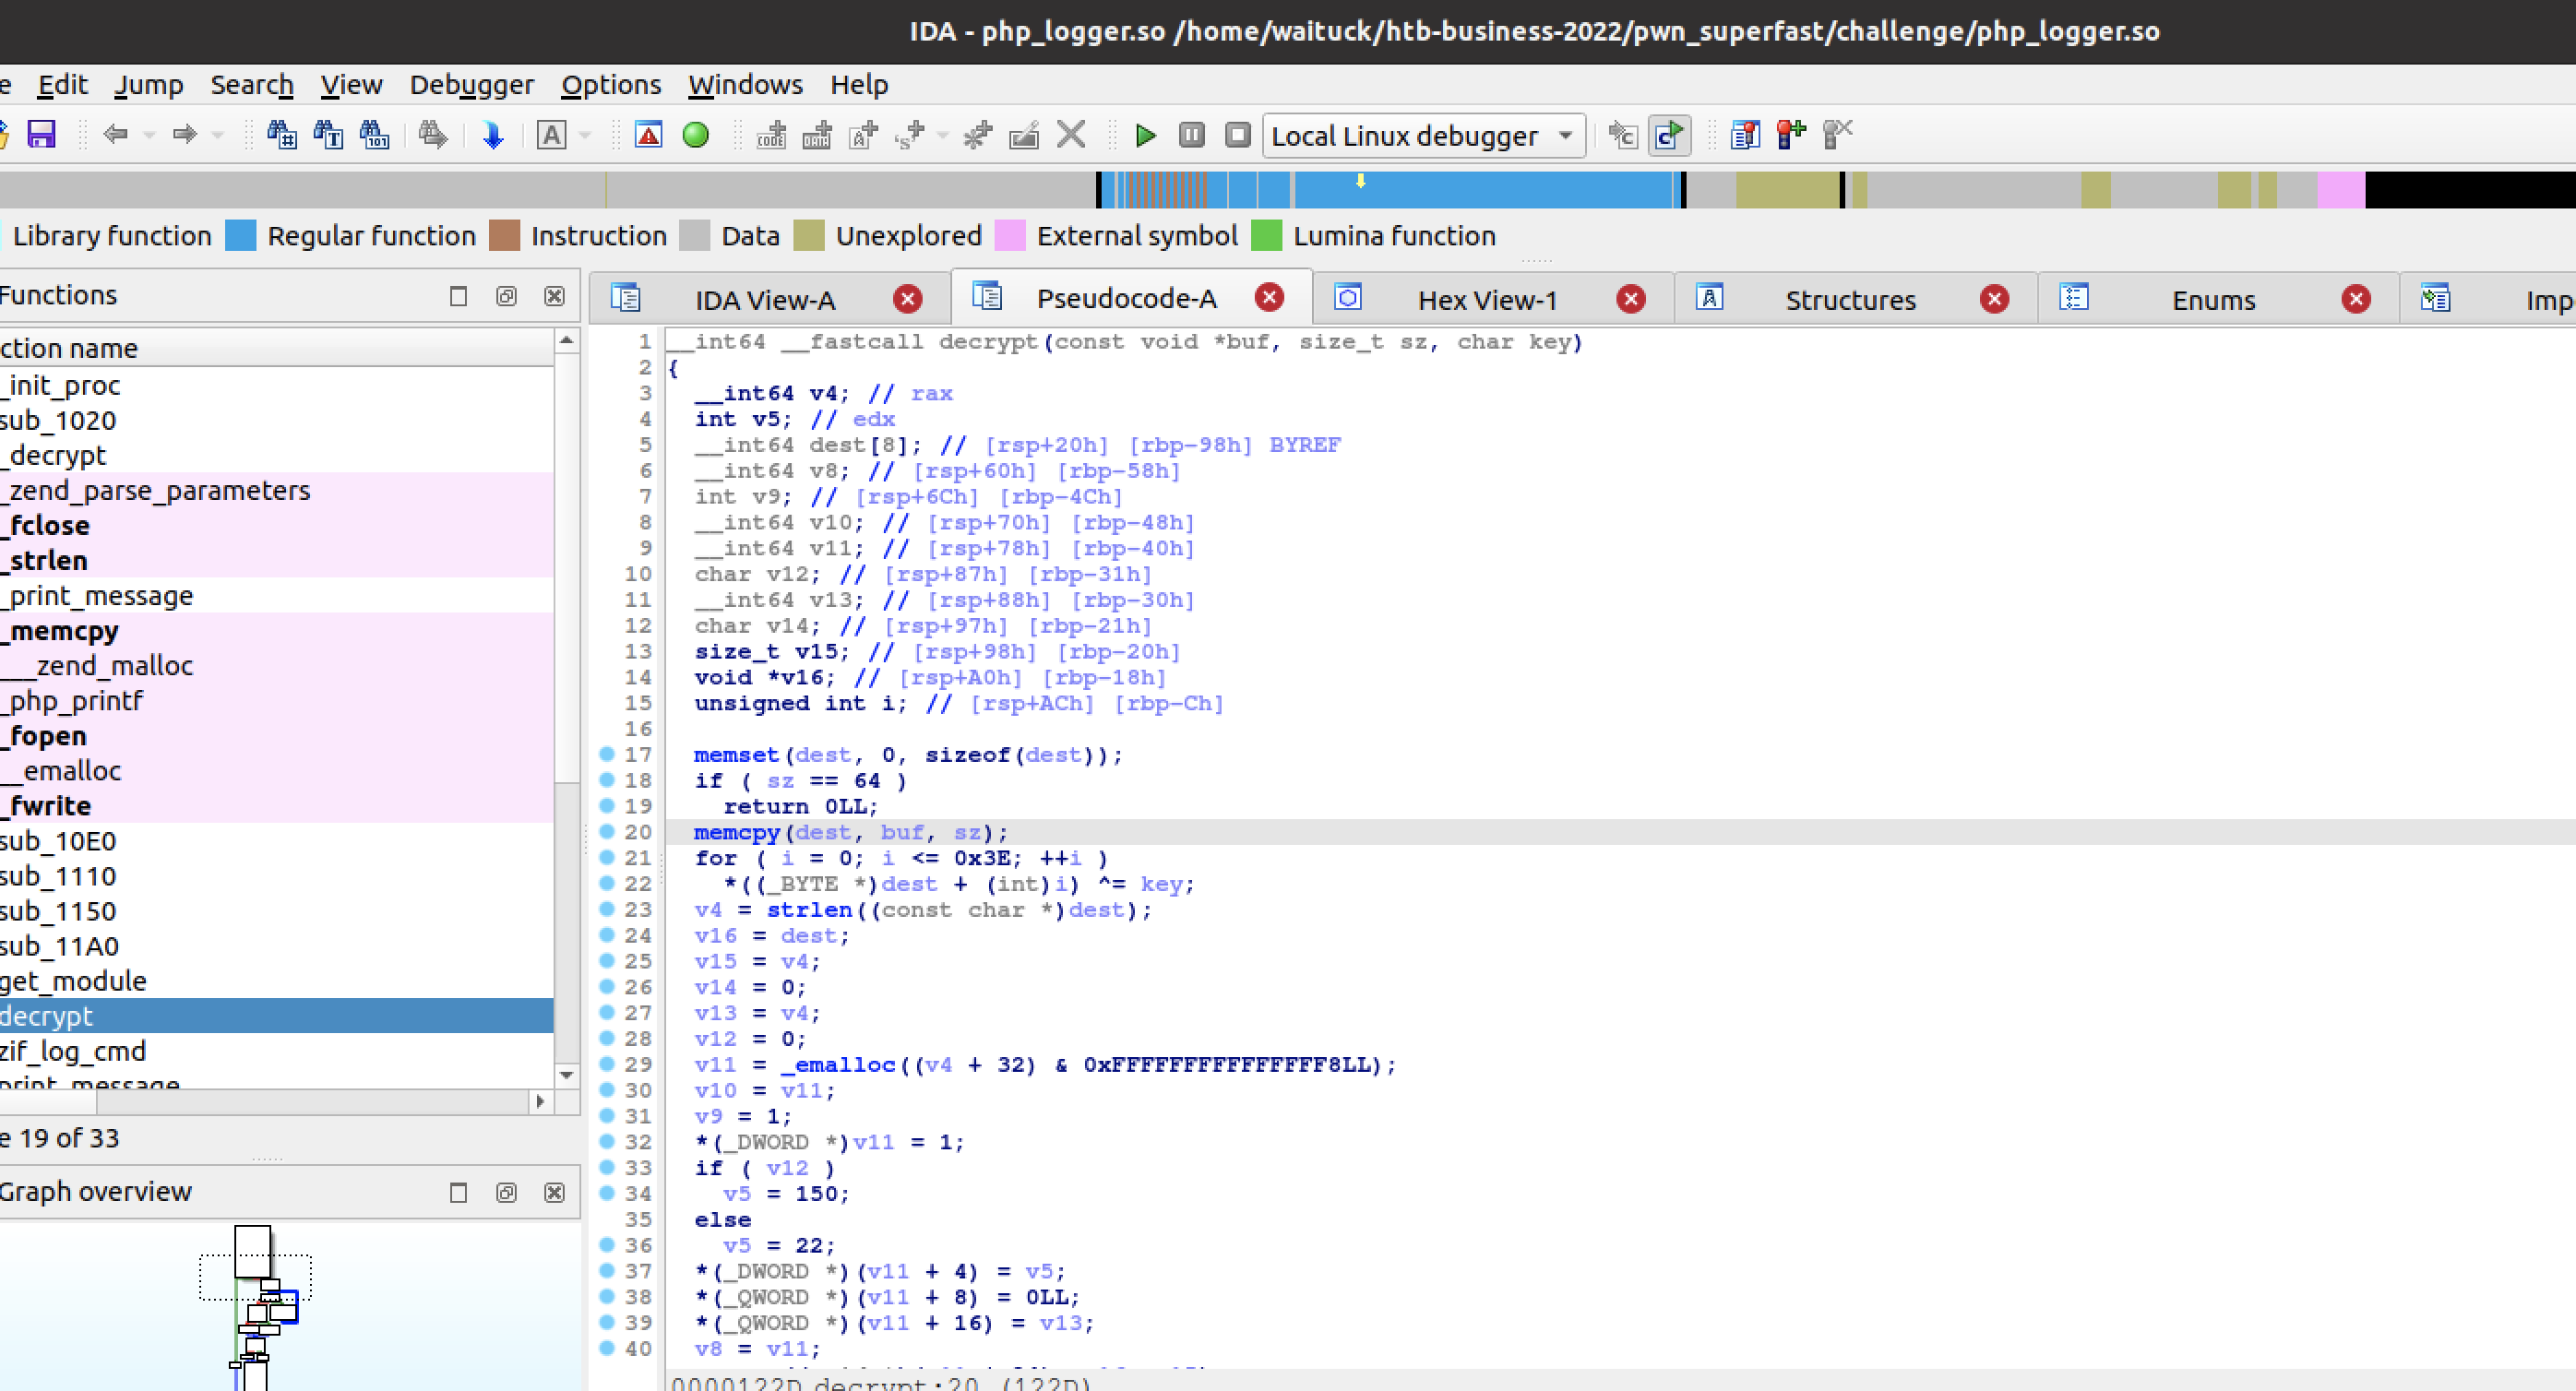 IDA - php_logger.so /home/waituck/htb-business-2022/pwn_superfast/challenge/php_logger.so
e Edit Jump Search View Debugger Options Windows Help
Local Linux debugger
Library function Regular function Instruction Data Unexplored External symbol Lumina function
Functions
IDA View-A Pseudocode-A Hex View-1 Structures Enums Imp
ction name
_init_proc
sub_1020
_decrypt
_zend_parse_parameters
_fclose
_strlen
_print_message
_memcpy
___zend_malloc
_php_printf
_fopen
__emalloc
_fwrite
sub_10E0
sub_1110
sub_1150
sub_11A0
get_module
decrypt
zif_log_cmd
print_message
e 19 of 33
Graph overview
1 __int64 __fastcall decrypt(const void *buf, size_t sz, char key)
2 {
3 __int64 v4; // rax
4 int v5; // edx
5 __int64 dest[8]; // [rsp+20h] [rbp-98h] BYREF
6 __int64 v8; // [rsp+60h] [rbp-58h]
7 int v9; // [rsp+6Ch] [rbp-4Ch]
8 __int64 v10; // [rsp+70h] [rbp-48h]
9 __int64 v11; // [rsp+78h] [rbp-40h]
10 char v12; // [rsp+87h] [rbp-31h]
11 __int64 v13; // [rsp+88h] [rbp-30h]
12 char v14; // [rsp+97h] [rbp-21h]
13 size_t v15; // [rsp+98h] [rbp-20h]
14 void *v16; // [rsp+A0h] [rbp-18h]
15 unsigned int i; // [rsp+ACh] [rbp-Ch]
16
17 memset(dest, 0, sizeof(dest));
18 if ( sz == 64 )
19 return 0LL;
20 memcpy(dest, buf, sz);
21 for ( i = 0; i <= 0x3E; ++i )
22 *((_BYTE *)dest + (int)i) ^= key;
23 v4 = strlen((const char *)dest);
24 v16 = dest;
25 v15 = v4;
26 v14 = 0;
27 v13 = v4;
28 v12 = 0;
29 v11 = _emalloc((v4 + 32) & 0xFFFFFFFFFFFFFFF8LL);
30 v10 = v11;
31 v9 = 1;
32 *(_DWORD *)v11 = 1;
33 if ( v12 )
34 v5 = 150;
35 else
36 v5 = 22;
37 *(_DWORD *)(v11 + 4) = v5;
38 *(_QWORD *)(v11 + 8) = 0LL;
39 *(_QWORD *)(v11 + 16) = v13;
40 v8 = v11;
0000122D decrypt:20 (122D)